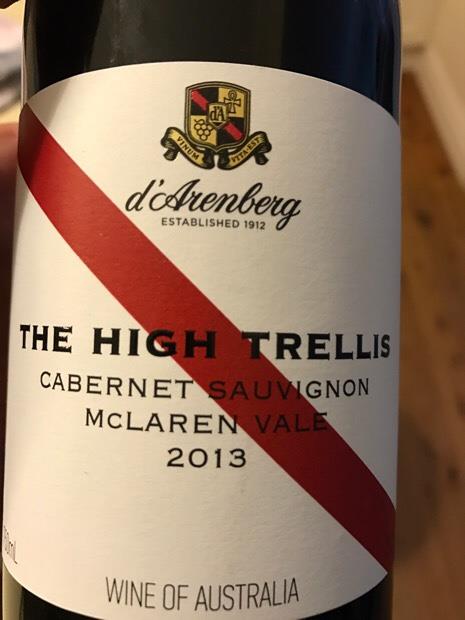 d'A
VINUM VITA EST
d'Arenberg
ESTABLISHED 1912
THE HIGH TRELLIS
CABERNET SAUVIGNON
McLAREN VALE
2013
WINE OF AUSTRALIA